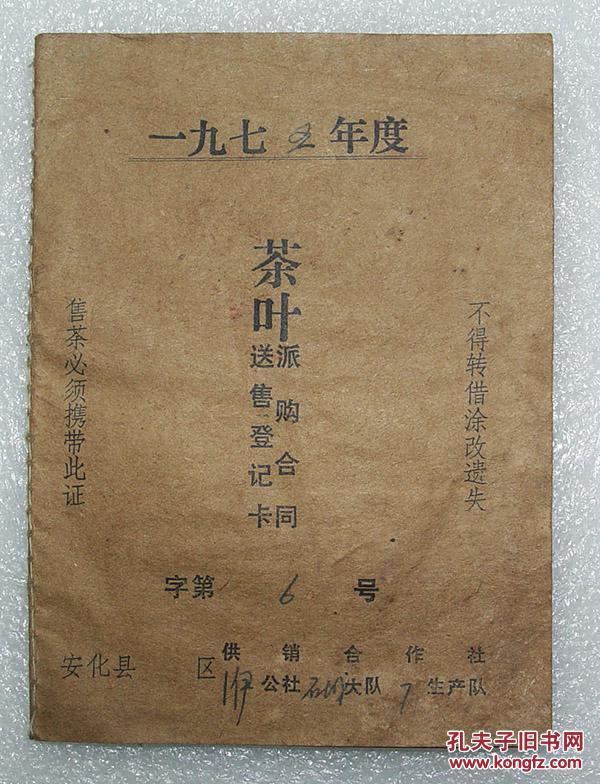 一九七五年度
茶叶
派购合同
送售登记卡
售茶必须携带此证
不得转借涂改遗失
字第 6 号
安化县 区 供销合作社
公社 大队 7 生产队
孔夫子旧书网
www.kongfz.com